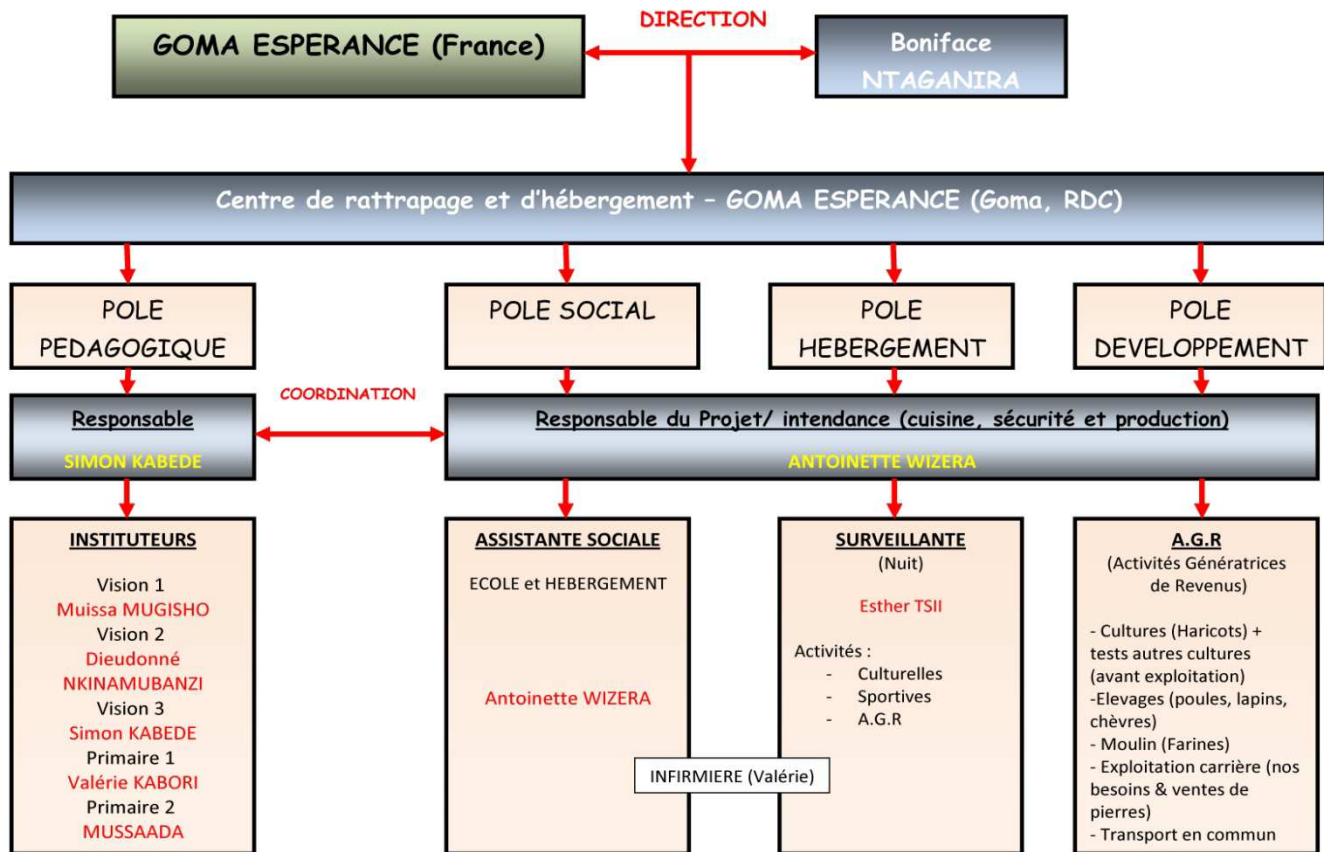 DIRECTION
GOMA ESPERANCE (France)
Boniface
NTAGANIRA
Centre de rattrapage et d'hébergement – GOMA ESPERANCE (Goma, RDC)
POLE
PEDAGOGIQUE
POLE SOCIAL
POLE
HEBERGEMENT
POLE
DEVELOPPEMENT
Responsable
SIMON KABEDE
COORDINATION
Responsable du Projet/ intendance (cuisine, sécurité et production)
ANTOINETTE WIZERA
INSTITUTEURS
Vision 1
Muissa MUGISHO
Vision 2
Dieudonné
NKINAMUBANZI
Vision 3
Simon KABEDE
Primaire 1
Valérie KABORI
Primaire 2
MUSSAADA
ASSISTANTE SOCIALE
ECOLE et HEBERGEMENT
Antoinette WIZERA
INFIRMIERE (Valérie)
SURVEILLANTE
(Nuit)
Esther TSII
Activités :
- Culturelles
- Sportives
- A.G.R
A.G.R
(Activités Génératrices
de Revenus)
- Cultures (Haricots) +
tests autres cultures
(avant exploitation)
-Elevages (poules, lapins,
chèvres)
- Moulin (Farines)
- Exploitation carrière (nos
besoins & ventes de
pierres)
- Transport en commun